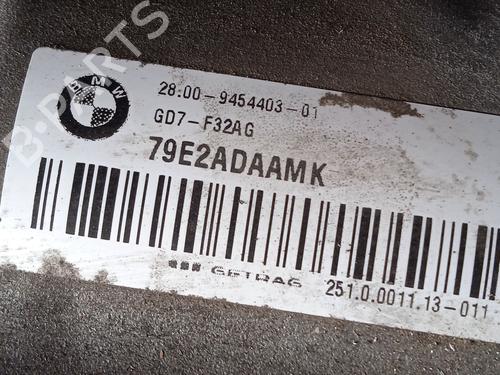 B-PARTS
BMW
28:00-9454403-01
GD7-F32AG
79E2ADAAMK
GETRAG
251.0.0011.13-011